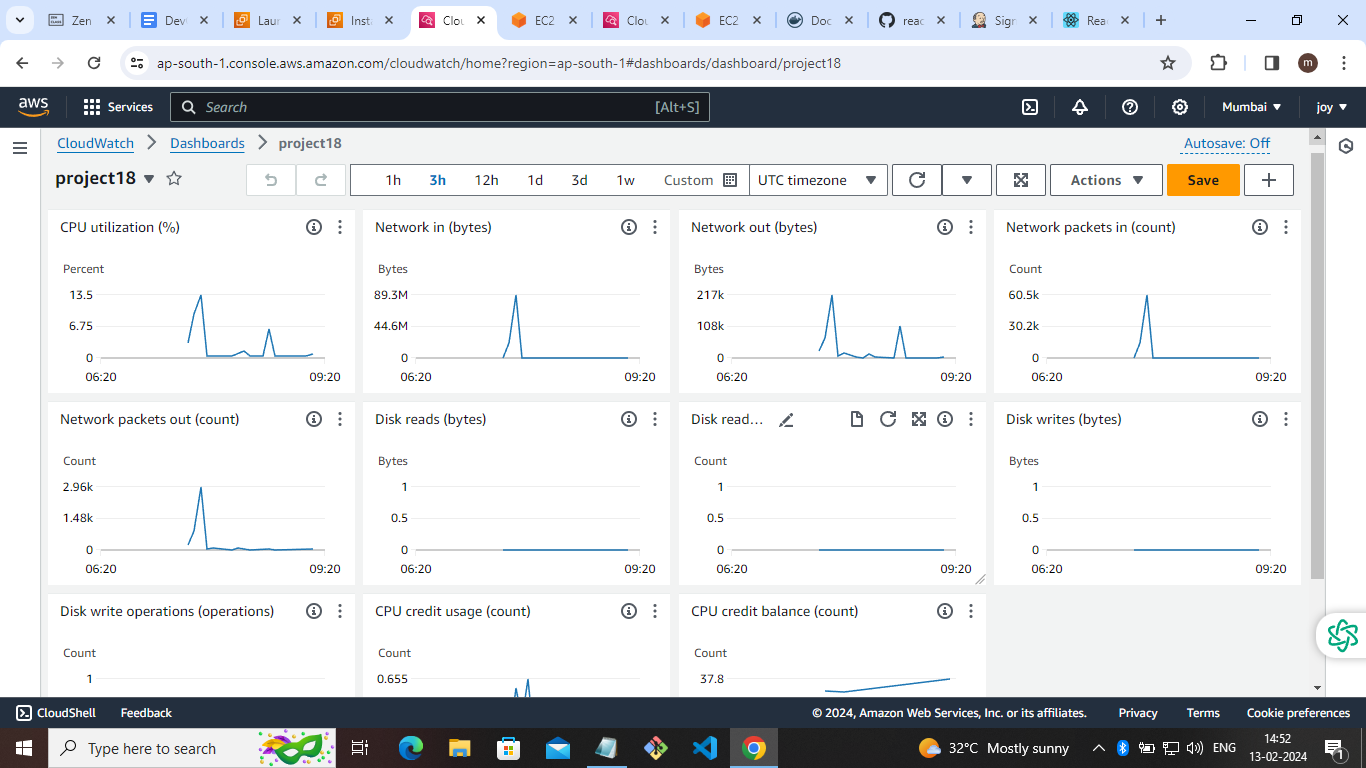 Zen
Dev
Laun
Insta
Clou
EC2
Clou
EC2
Doc
reac
Sign
Reac
ap-south-1.console.aws.amazon.com/cloudwatch/home?region=ap-south-1#dashboards/dashboard/project18
m
aws Services Search [Alt+S] Mumbai joy
CloudWatch Dashboards project18 Autosave: Off
project18 1h 3h 12h 1d 3d 1w Custom UTC timezone Actions Save
CPU utilization (%)
Percent
13.5
6.75
0
06:20 09:20
Network in (bytes)
Bytes
89.3M
44.6M
0
06:20 09:20
Network out (bytes)
Bytes
217k
108k
0
06:20 09:20
Network packets in (count)
Count
60.5k
30.2k
0
06:20 09:20
Network packets out (count)
Count
2.96k
1.48k
0
06:20 09:20
Disk reads (bytes)
Bytes
1
0.5
0
06:20 09:20
Disk read...
Count
1
0.5
0
06:20 09:20
Disk writes (bytes)
Bytes
1
0.5
0
06:20 09:20
Disk write operations (operations)
Count
1
CPU credit usage (count)
Count
0.655
CPU credit balance (count)
Count
37.8
CloudShell Feedback © 2024, Amazon Web Services, Inc. or its affiliates. Privacy Terms Cookie preferences
Type here to search 32°C Mostly sunny ENG 14:52
13-02-2024
1